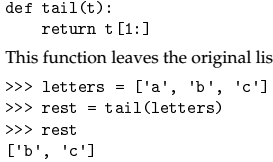 def tail(t):
    return t[1:]
This function leaves the original lis
>>> letters = ['a', 'b', 'c']
>>> rest = tail(letters)
>>> rest
['b', 'c']